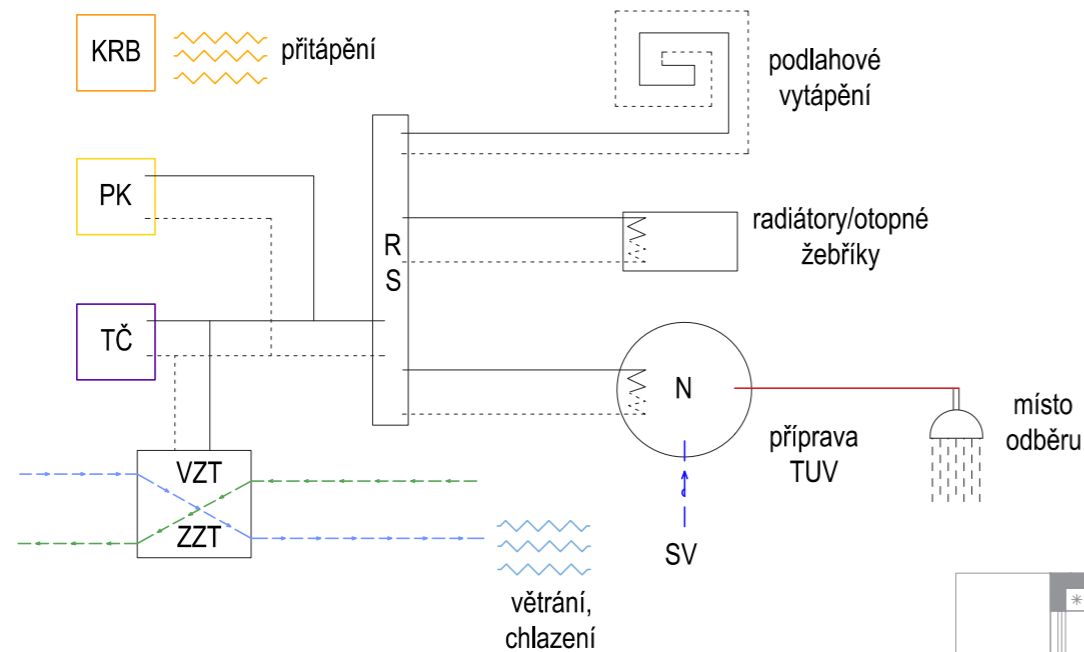 KRB
přitápění
podlahové
vytápění
PK
R
S
radiátory/otopné
žebříky
TČ
N
místo
odběru
příprava
TUV
VZT
ZZT
SV
větrání,
chlazení